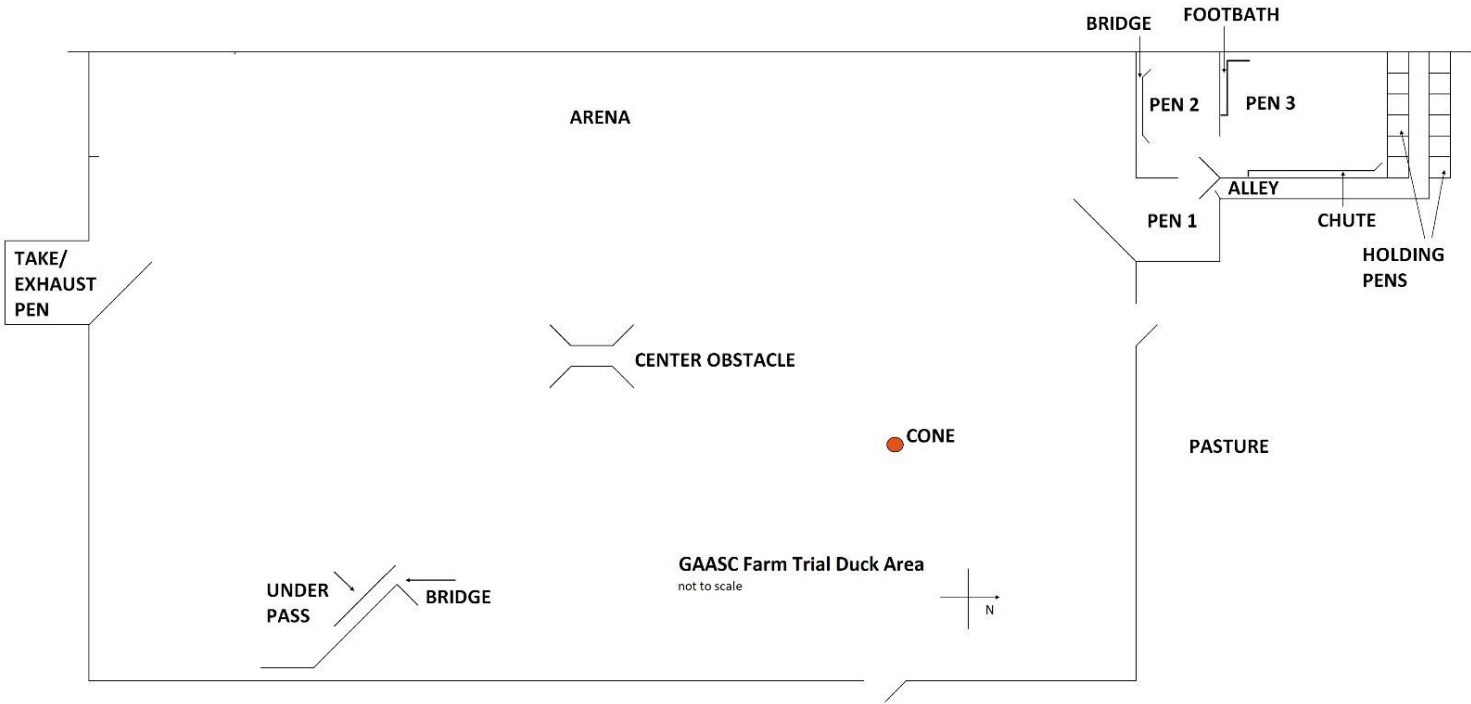 FOOTBATH
BRIDGE
ARENA
PEN 2
PEN 3
ALLEY
PEN 1
CHUTE
TAKE/
EXHAUST
PEN
HOLDING
PENS
CENTER OBSTACLE
CONE
PASTURE
GAASC Farm Trial Duck Area
not to scale
UNDER
PASS
BRIDGE
N